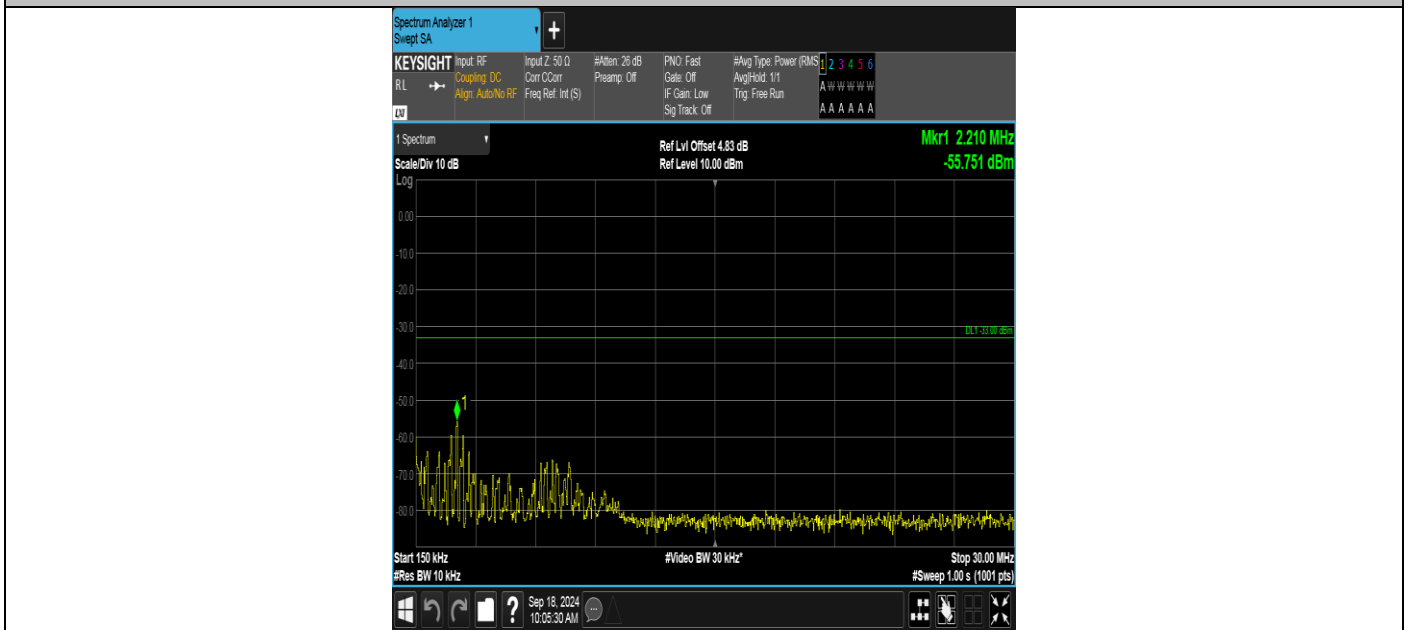 Spectrum Analyzer 1
Swept SA
+
KEYSIGHT
RL
LXI
Input: RF
Coupling: DC
Align: Auto/No RF
Input Z: 50 Ω
Corr CCorr
Freq Ref: Int (S)
#Atten: 26 dB
Preamp: Off
PNO: Fast
Gate: Off
IF Gain: Low
Sig Track: Off
#Avg Type: Power (RMS
Avg|Hold: 1/1
Trig: Free Run
1 2 3 4 5 6
A W W W W W
A A A A A A
1 Spectrum
Scale/Div 10 dB
Ref Lvl Offset 4.83 dB
Ref Level 10.00 dBm
Mkr1 2.210 MHz
-55.751 dBm
Log
0.00
-10.0
-20.0
-30.0
DL1 -33.00 dBm
-40.0
-50.0
1
-60.0
-70.0
-80.0
Start 150 kHz
#Video BW 30 kHz*
Stop 30.00 MHz
#Res BW 10 kHz
#Sweep 1.00 s (1001 pts)
?
Sep 18, 2024
10:05:30 AM